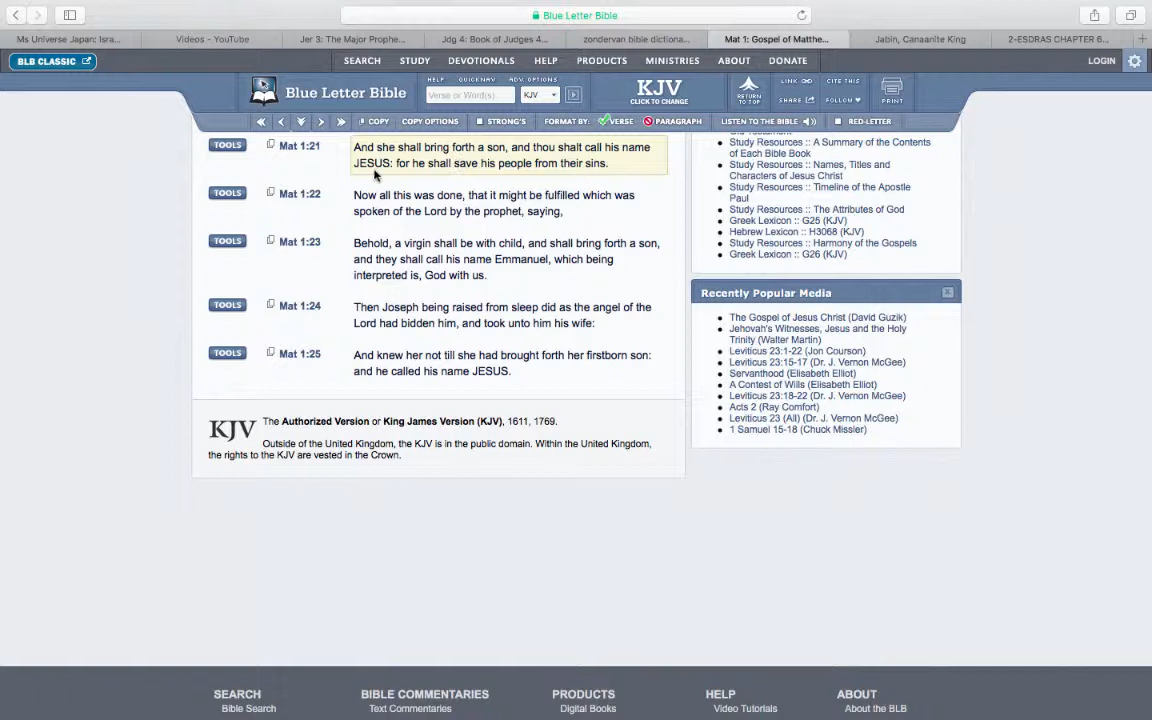 Blue Letter Bible
Ms Universe Japan: Isra...
Videos - YouTube
Jer 3: The Major Prophe...
Jdg 4: Book of Judges 4...
zondervan bible dictiona...
Mat 1: Gospel of Matthe...
Jabin, Canaanite King
2-ESDRAS CHAPTER 6...
BLB CLASSIC
SEARCH STUDY DEVOTIONALS HELP PRODUCTS MINISTRIES ABOUT DONATE
LOGIN
Blue Letter Bible
HELP QUICKNAV ADV. OPTIONS
Verse or Word(s)
KJV
KJV
CLICK TO CHANGE
RETURN
TO TOP
LINK
CITE THIS
SHARE
FOLLOW
PRINT
COPY COPY OPTIONS STRONG'S FORMAT BY: VERSE PARAGRAPH LISTEN TO THE BIBLE RED-LETTER
TOOLS Mat 1:21 And she shall bring forth a son, and thou shalt call his name
JESUS: for he shall save his people from their sins.
TOOLS Mat 1:22 Now all this was done, that it might be fulfilled which was
spoken of the Lord by the prophet, saying,
TOOLS Mat 1:23 Behold, a virgin shall be with child, and shall bring forth a son,
and they shall call his name Emmanuel, which being
interpreted is, God with us.
TOOLS Mat 1:24 Then Joseph being raised from sleep did as the angel of the
Lord had bidden him, and took unto him his wife:
TOOLS Mat 1:25 And knew her not till she had brought forth her firstborn son:
and he called his name JESUS.
KJV The Authorized Version or King James Version (KJV), 1611, 1769.
Outside of the United Kingdom, the KJV is in the public domain. Within the United Kingdom,
the rights to the KJV are vested in the Crown.
Study Resources :: A Summary of the Contents
of Each Bible Book
Study Resources :: Names, Titles and
Characters of Jesus Christ
Study Resources :: Timeline of the Apostle
Paul
Study Resources :: The Attributes of God
Greek Lexicon :: G25 (KJV)
Hebrew Lexicon :: H3068 (KJV)
Study Resources :: Harmony of the Gospels
Greek Lexicon :: G26 (KJV)
Recently Popular Media
The Gospel of Jesus Christ (David Guzik)
Jehovah's Witnesses, Jesus and the Holy
Trinity (Walter Martin)
Leviticus 23:1-22 (Jon Courson)
Leviticus 23:15-17 (Dr. J. Vernon McGee)
Servanthood (Elisabeth Elliot)
A Contest of Wills (Elisabeth Elliot)
Leviticus 23:18-22 (Dr. J. Vernon McGee)
Acts 2 (Ray Comfort)
Leviticus 23 (All) (Dr. J. Vernon McGee)
1 Samuel 15-18 (Chuck Missler)
SEARCH BIBLE COMMENTARIES PRODUCTS HELP ABOUT
Bible Search Text Commentaries Digital Books Video Tutorials About the BLB